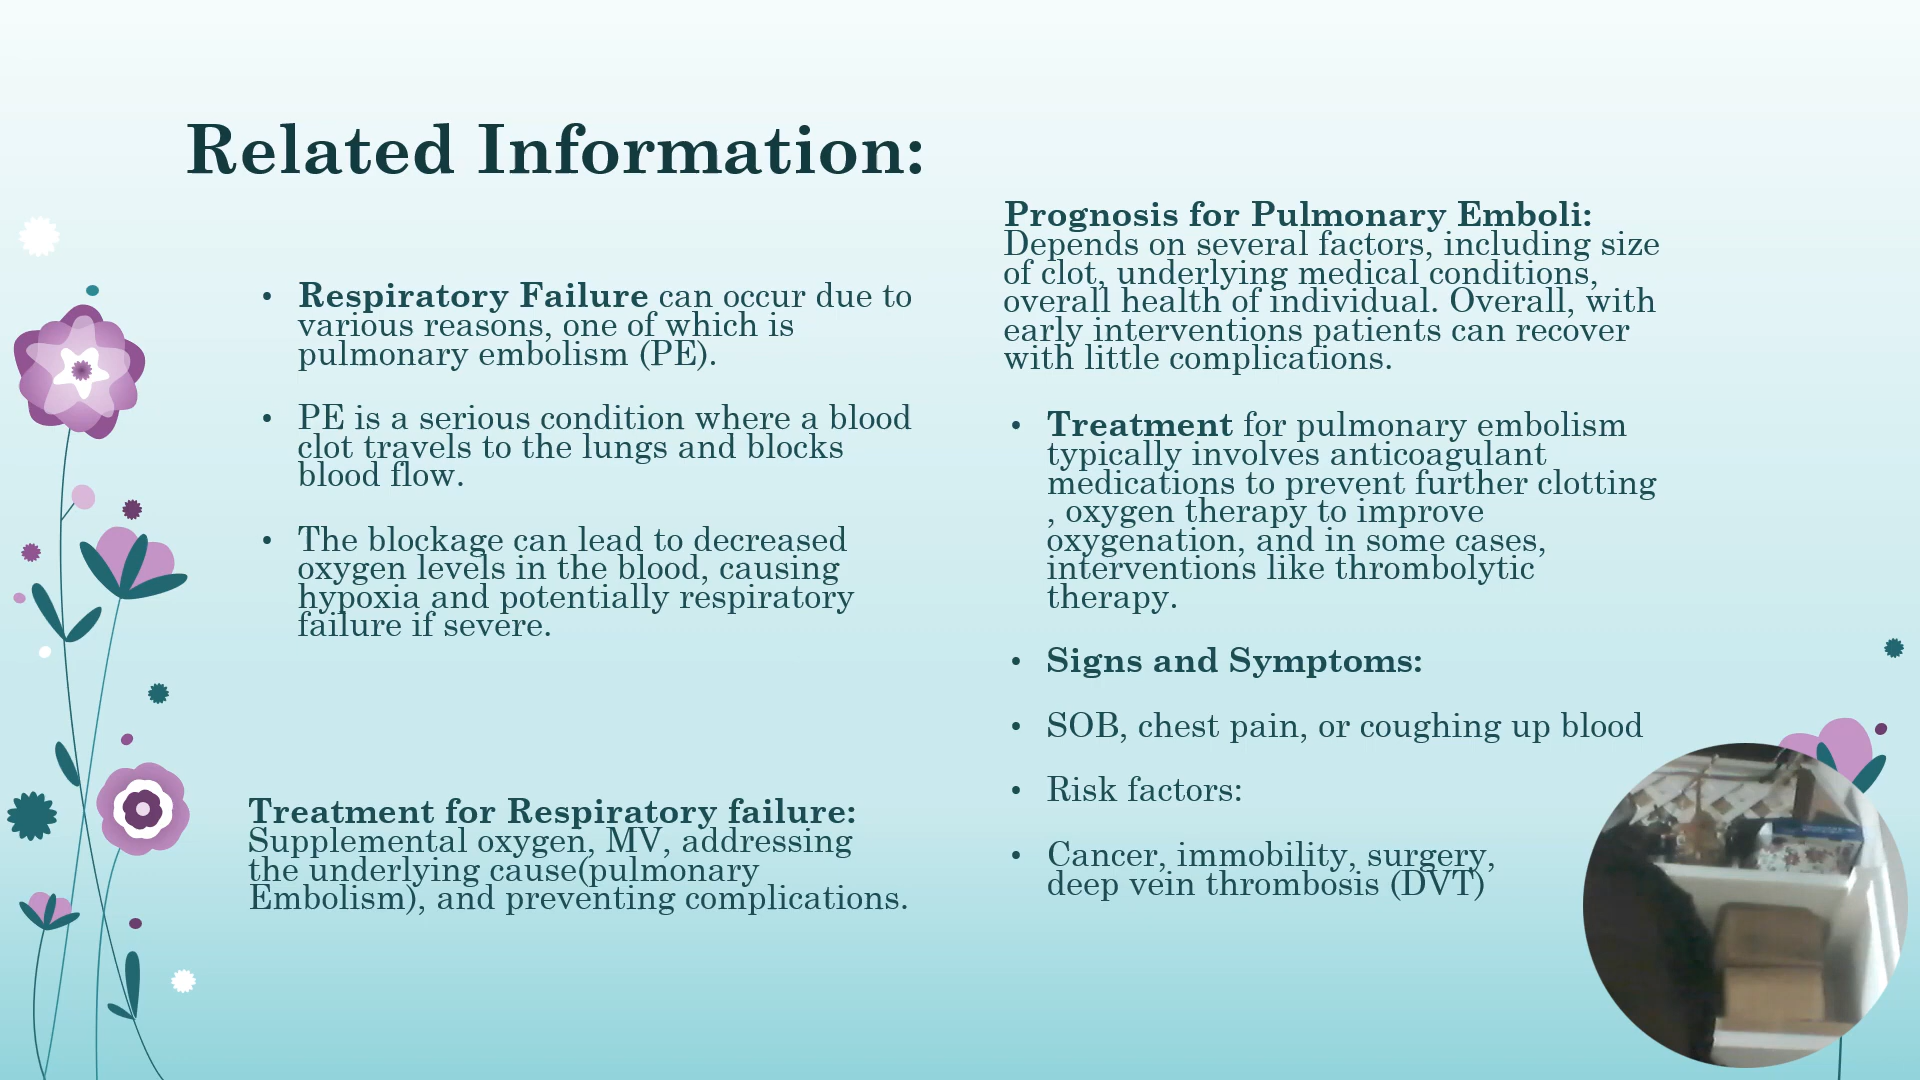 Related Information:
• Respiratory Failure can occur due to
various reasons, one of which is
pulmonary embolism (PE).
• PE is a serious condition where a blood
clot travels to the lungs and blocks
blood flow.
• The blockage can lead to decreased
oxygen levels in the blood, causing
hypoxia and potentially respiratory
failure if severe.
Treatment for Respiratory failure:
Supplemental oxygen, MV, addressing
the underlying cause(pulmonary
Embolism), and preventing complications.
Prognosis for Pulmonary Emboli:
Depends on several factors, including size
of clot, underlying medical conditions,
overall health of individual. Overall, with
early interventions patients can recover
with little complications.
• Treatment for pulmonary embolism
typically involves anticoagulant
medications to prevent further clotting
, oxygen therapy to improve
oxygenation, and in some cases,
interventions like thrombolytic
therapy.
• Signs and Symptoms:
• SOB, chest pain, or coughing up blood
• Risk factors:
• Cancer, immobility, surgery,
deep vein thrombosis (DVT)